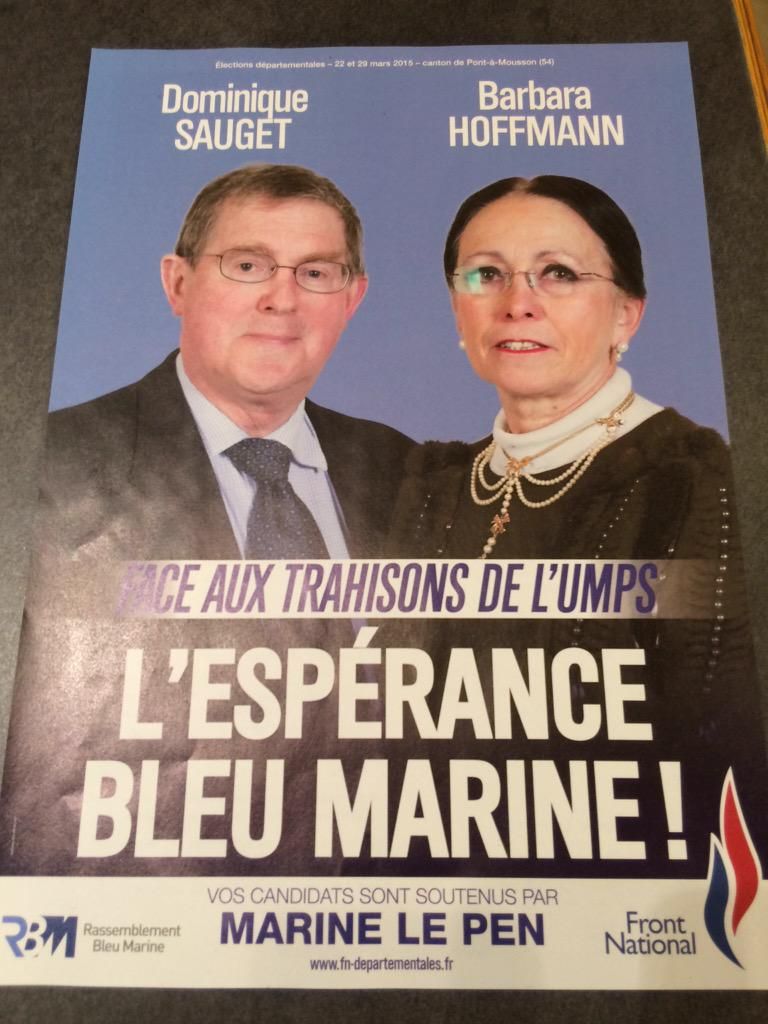 Élections départementales – 22 et 29 mars 2015 – canton de Pont-à-Mousson (54)
Dominique
SAUGET
Barbara
HOFFMANN
FACE AUX TRAHISONS DE L'UMPS
L'ESPÉRANCE
BLEU MARINE !
VOS CANDIDATS SONT SOUTENUS PAR
MARINE LE PEN
www.fn-departementales.fr
RBM
Rassemblement
Bleu Marine
Front
National